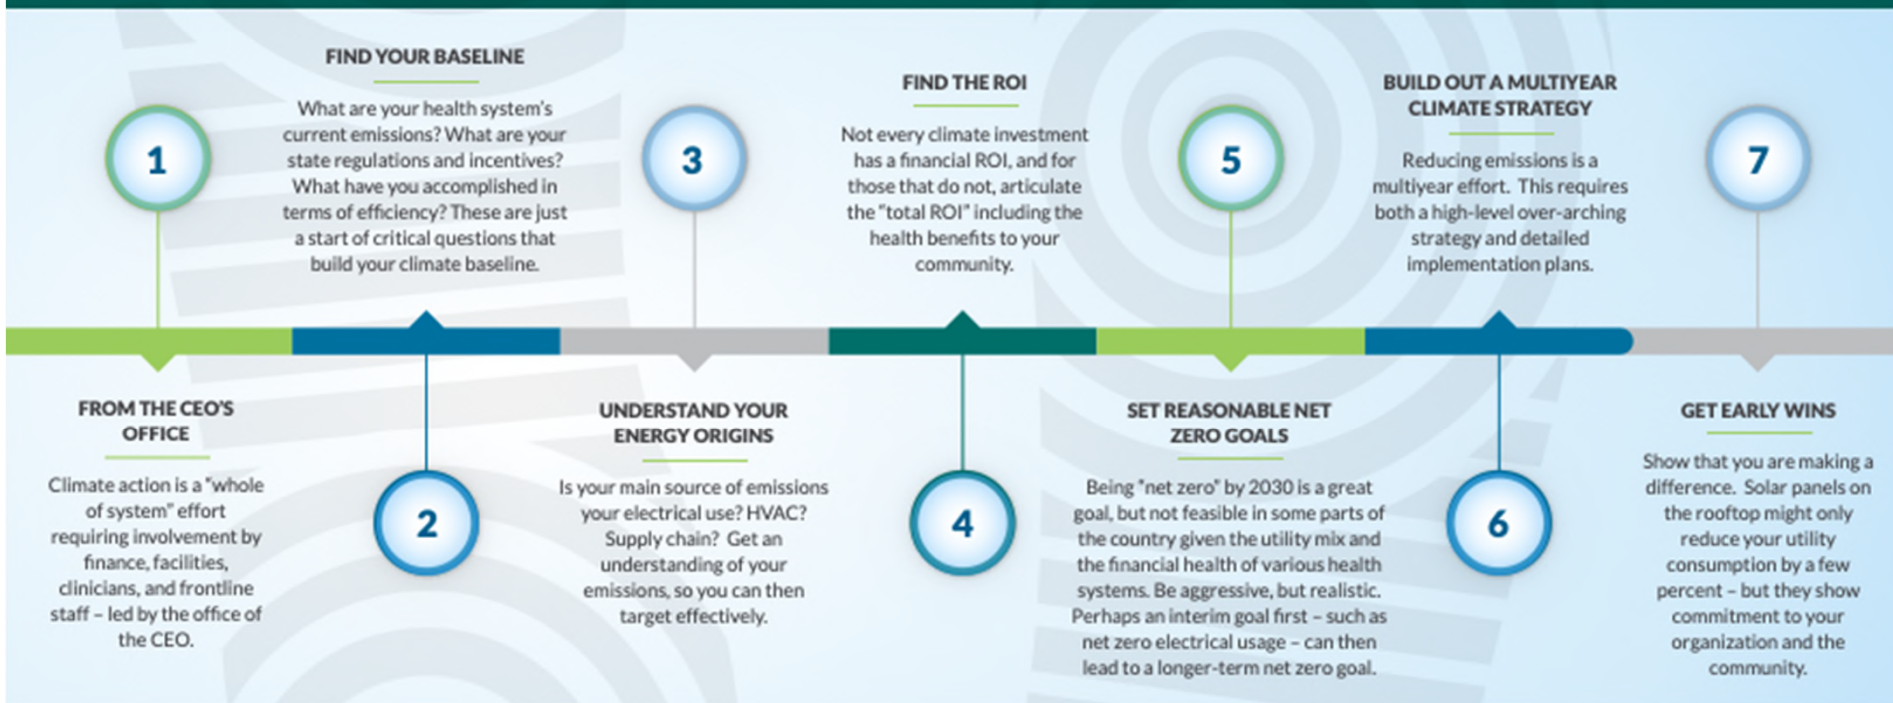 1
FROM THE CEO'S
OFFICE
Climate action is a "whole
of system" effort
requiring involvement by
finance, facilities,
clinicians, and frontline
staff – led by the office of
the CEO.
FIND YOUR BASELINE
What are your health system's
current emissions? What are your
state regulations and incentives?
What have you accomplished in
terms of efficiency? These are just
a start of critical questions that
build your climate baseline.
2
3
UNDERSTAND YOUR
ENERGY ORIGINS
Is your main source of emissions
your electrical use? HVAC?
Supply chain? Get an
understanding of your
emissions, so you can then
target effectively.
FIND THE ROI
Not every climate investment
has a financial ROI, and for
those that do not, articulate
the "total ROI" including the
health benefits to your
community.
4
5
SET REASONABLE NET
ZERO GOALS
Being "net zero" by 2030 is a great
goal, but not feasible in some parts of
the country given the utility mix and
the financial health of various health
systems. Be aggressive, but realistic.
Perhaps an interim goal first – such as
net zero electrical usage – can then
lead to a longer-term net zero goal.
BUILD OUT A MULTIYEAR
CLIMATE STRATEGY
Reducing emissions is a
multiyear effort. This requires
both a high-level over-arching
strategy and detailed
implementation plans.
6
7
GET EARLY WINS
Show that you are making a
difference. Solar panels on
the rooftop might only
reduce your utility
consumption by a few
percent – but they show
commitment to your
organization and the
community.